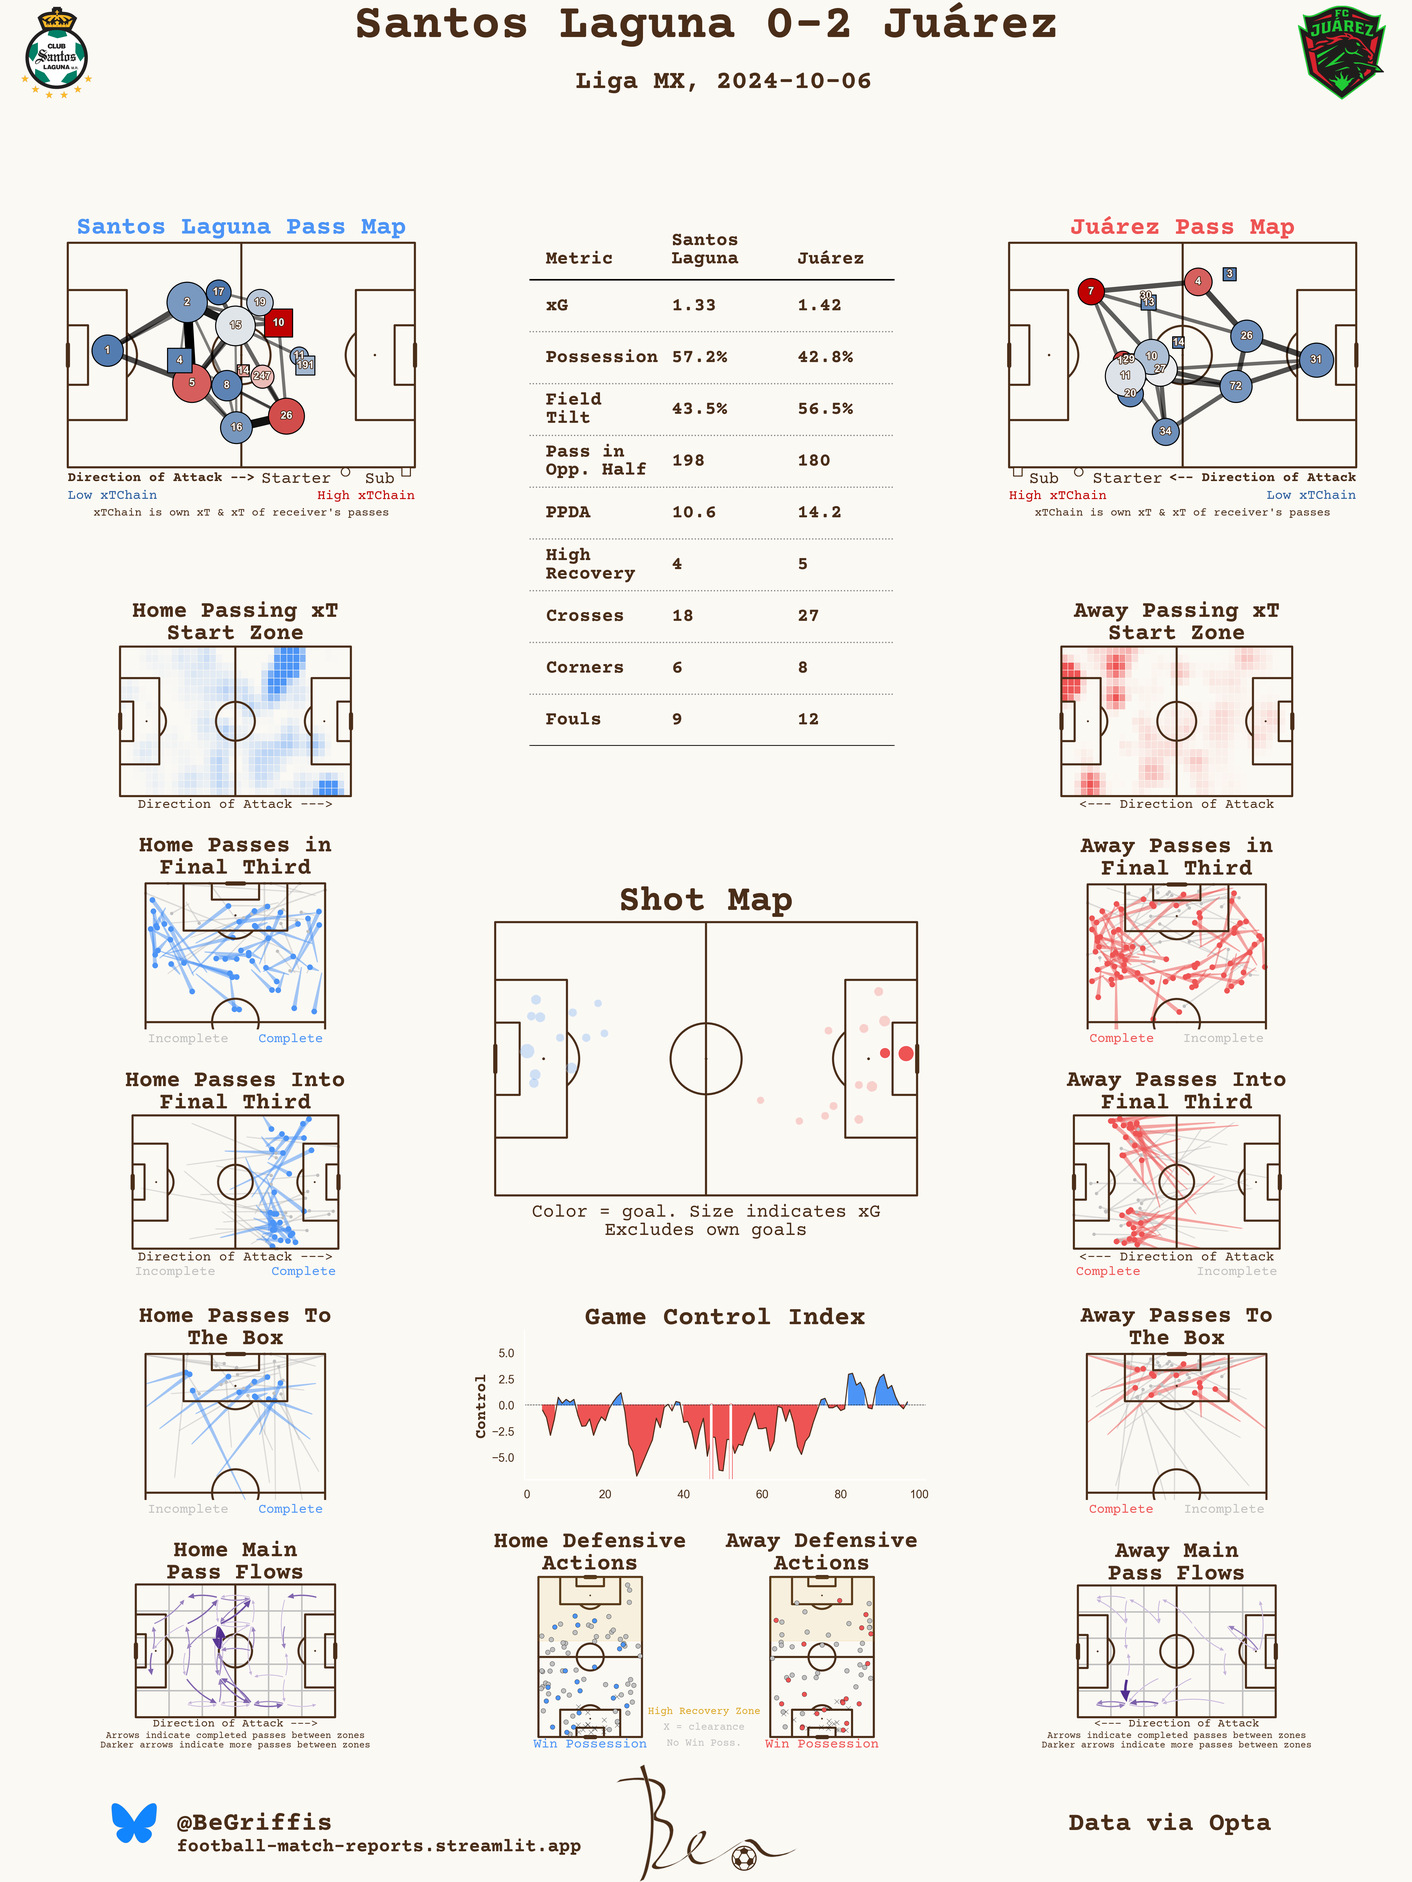 Santos Laguna 0-2 Juárez
Liga MX, 2024-10-06
CLUB
Santos
LAGUNA
FC
JUÁREZ
Santos Laguna Pass Map
1
2
17
19
15
10
4
11
191
14
247
5
8
26
16
Direction of Attack --> Starter Sub
Low xTChain High xTChain
xTChain is own xT & xT of receiver's passes
Metric Santos Laguna Juárez
xG 1.33 1.42
Possession 57.2% 42.8%
Field Tilt 43.5% 56.5%
Pass in Opp. Half 198 180
PPDA 10.6 14.2
High Recovery 4 5
Crosses 18 27
Corners 6 8
Fouls 9 12
Juárez Pass Map
7
4
3
30
13
26
14
10
31
29
27
11
72
20
34
Sub Starter <-- Direction of Attack
High xTChain Low xTChain
xTChain is own xT & xT of receiver's passes
Home Passing xT
Start Zone
Direction of Attack --->
Away Passing xT
Start Zone
<--- Direction of Attack
Home Passes in
Final Third
Incomplete Complete
Away Passes in
Final Third
Complete Incomplete
Shot Map
Color = goal. Size indicates xG
Excludes own goals
Home Passes Into
Final Third
Direction of Attack --->
Incomplete Complete
Away Passes Into
Final Third
<--- Direction of Attack
Complete Incomplete
Home Passes To
The Box
Incomplete Complete
Game Control Index
Control
5.0
2.5
0.0
−2.5
−5.0
0 20 40 60 80 100
Away Passes To
The Box
Complete Incomplete
Home Main
Pass Flows
Direction of Attack --->
Arrows indicate completed passes between zones
Darker arrows indicate more passes between zones
Home Defensive
Actions
Win Possession
Away Defensive
Actions
Win Possession
High Recovery Zone
X = clearance
No Win Poss.
Away Main
Pass Flows
<--- Direction of Attack
Arrows indicate completed passes between zones
Darker arrows indicate more passes between zones
@BeGriffis
football-match-reports.streamlit.app
Ben
Data via Opta